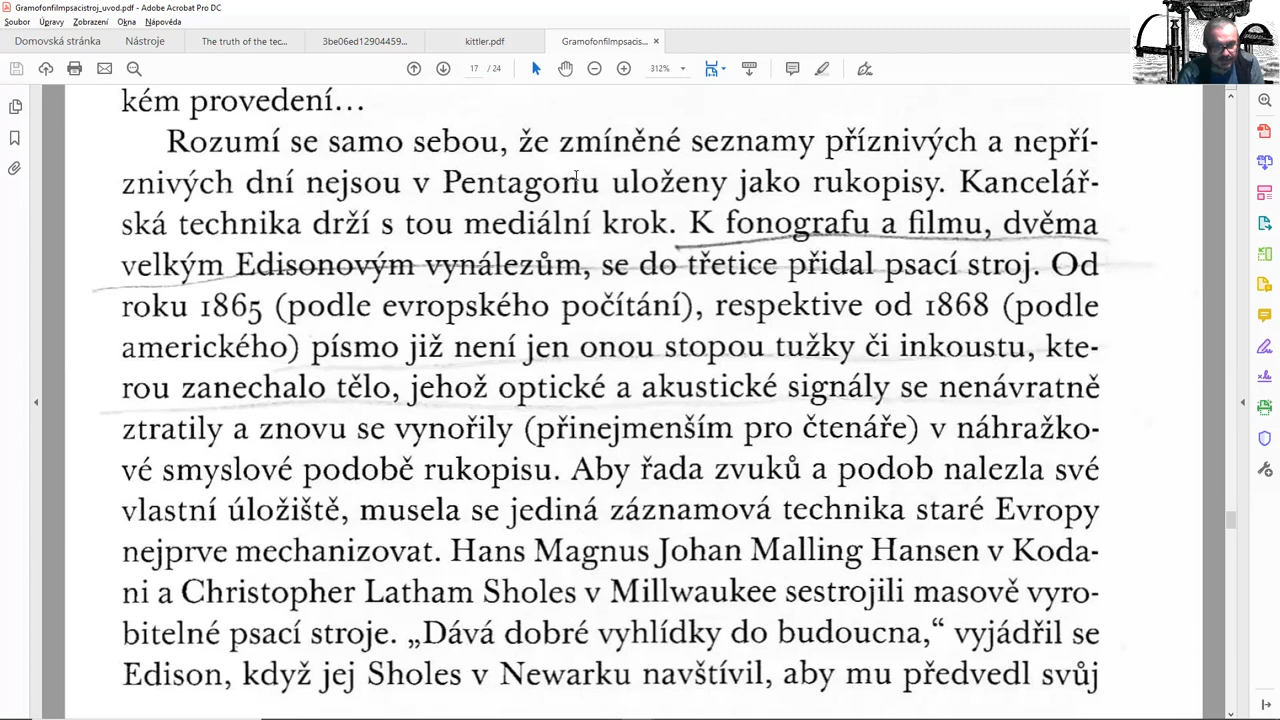 Gramofonfilmpsacistroj_uvod.pdf - Adobe Acrobat Pro DC
Soubor Úpravy Zobrazení Okna Nápověda
Domovská stránka Nástroje The truth of the tec... 3be06ed12904459... kittler.pdf Gramofonfilmpsacis... ×
17 / 24 312%
kém provedení…
Rozumí se samo sebou, že zmíněné seznamy příznivých a nepří-
znivých dní nejsou v Pentagonu uloženy jako rukopisy. Kancelář-
ská technika drží s tou mediální krok. K fonografu a filmu, dvěma
velkým Edisonovým vynálezům, se do třetice přidal psací stroj. Od
roku 1865 (podle evropského počítání), respektive od 1868 (podle
amerického) písmo již není jen onou stopou tužky či inkoustu, kte-
rou zanechalo tělo, jehož optické a akustické signály se nenávratně
ztratily a znovu se vynořily (přinejmenším pro čtenáře) v náhražko-
vé smyslové podobě rukopisu. Aby řada zvuků a podob nalezla své
vlastní úložiště, musela se jediná záznamová technika staré Evropy
nejprve mechanizovat. Hans Magnus Johan Malling Hansen v Koda-
ni a Christopher Latham Sholes v Millwaukee sestrojili masově vyro-
bitelné psací stroje. „Dává dobré vyhlídky do budoucna,“ vyjádřil se
Edison, když jej Sholes v Newarku navštívil, aby mu předvedl svůj